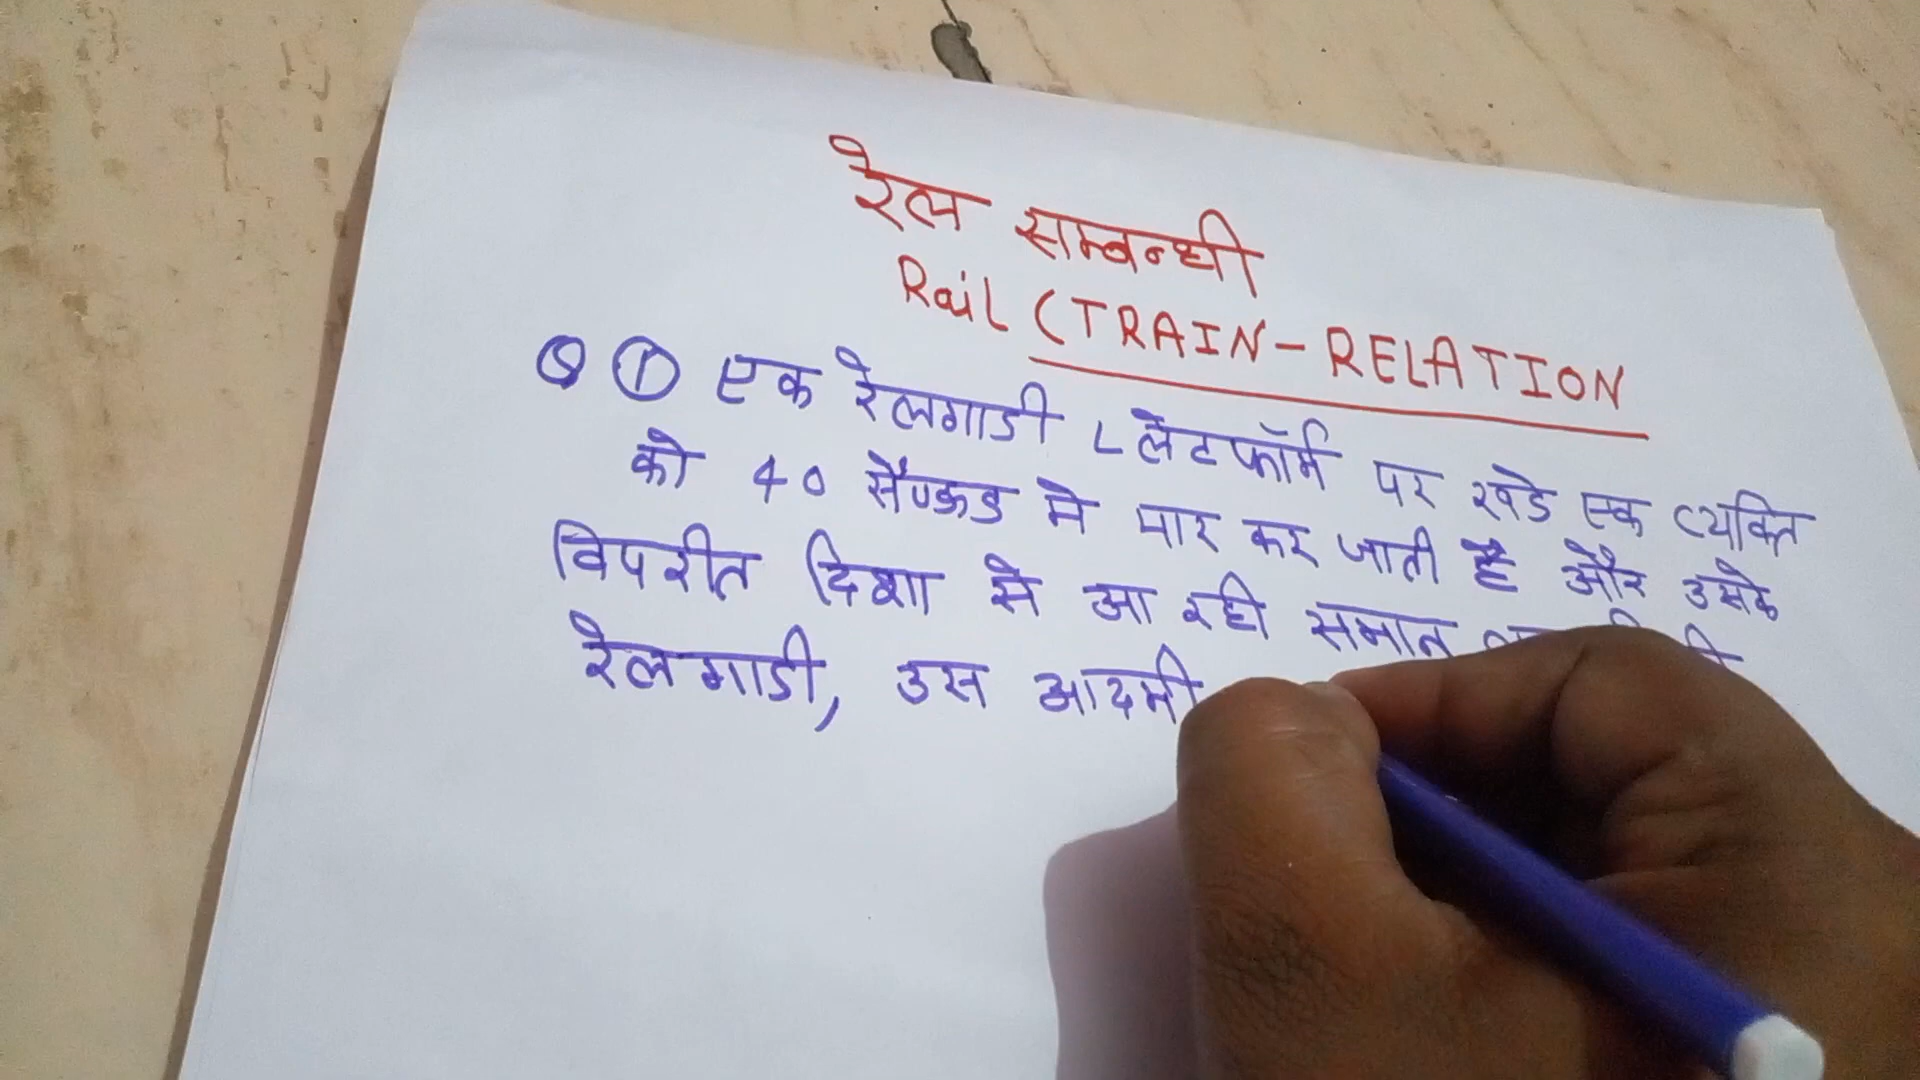 रेल सम्बन्धी
Rail (TRAIN-RELATION
Q ① एक रेलगाडी प्लेटफॉर्म पर खडे एक व्यक्ति
को 40 सैण्कड मे पार कर जाती है और उसके
विपरीत दिशा से आ रही समान
रेलगाडी, उस आदमी